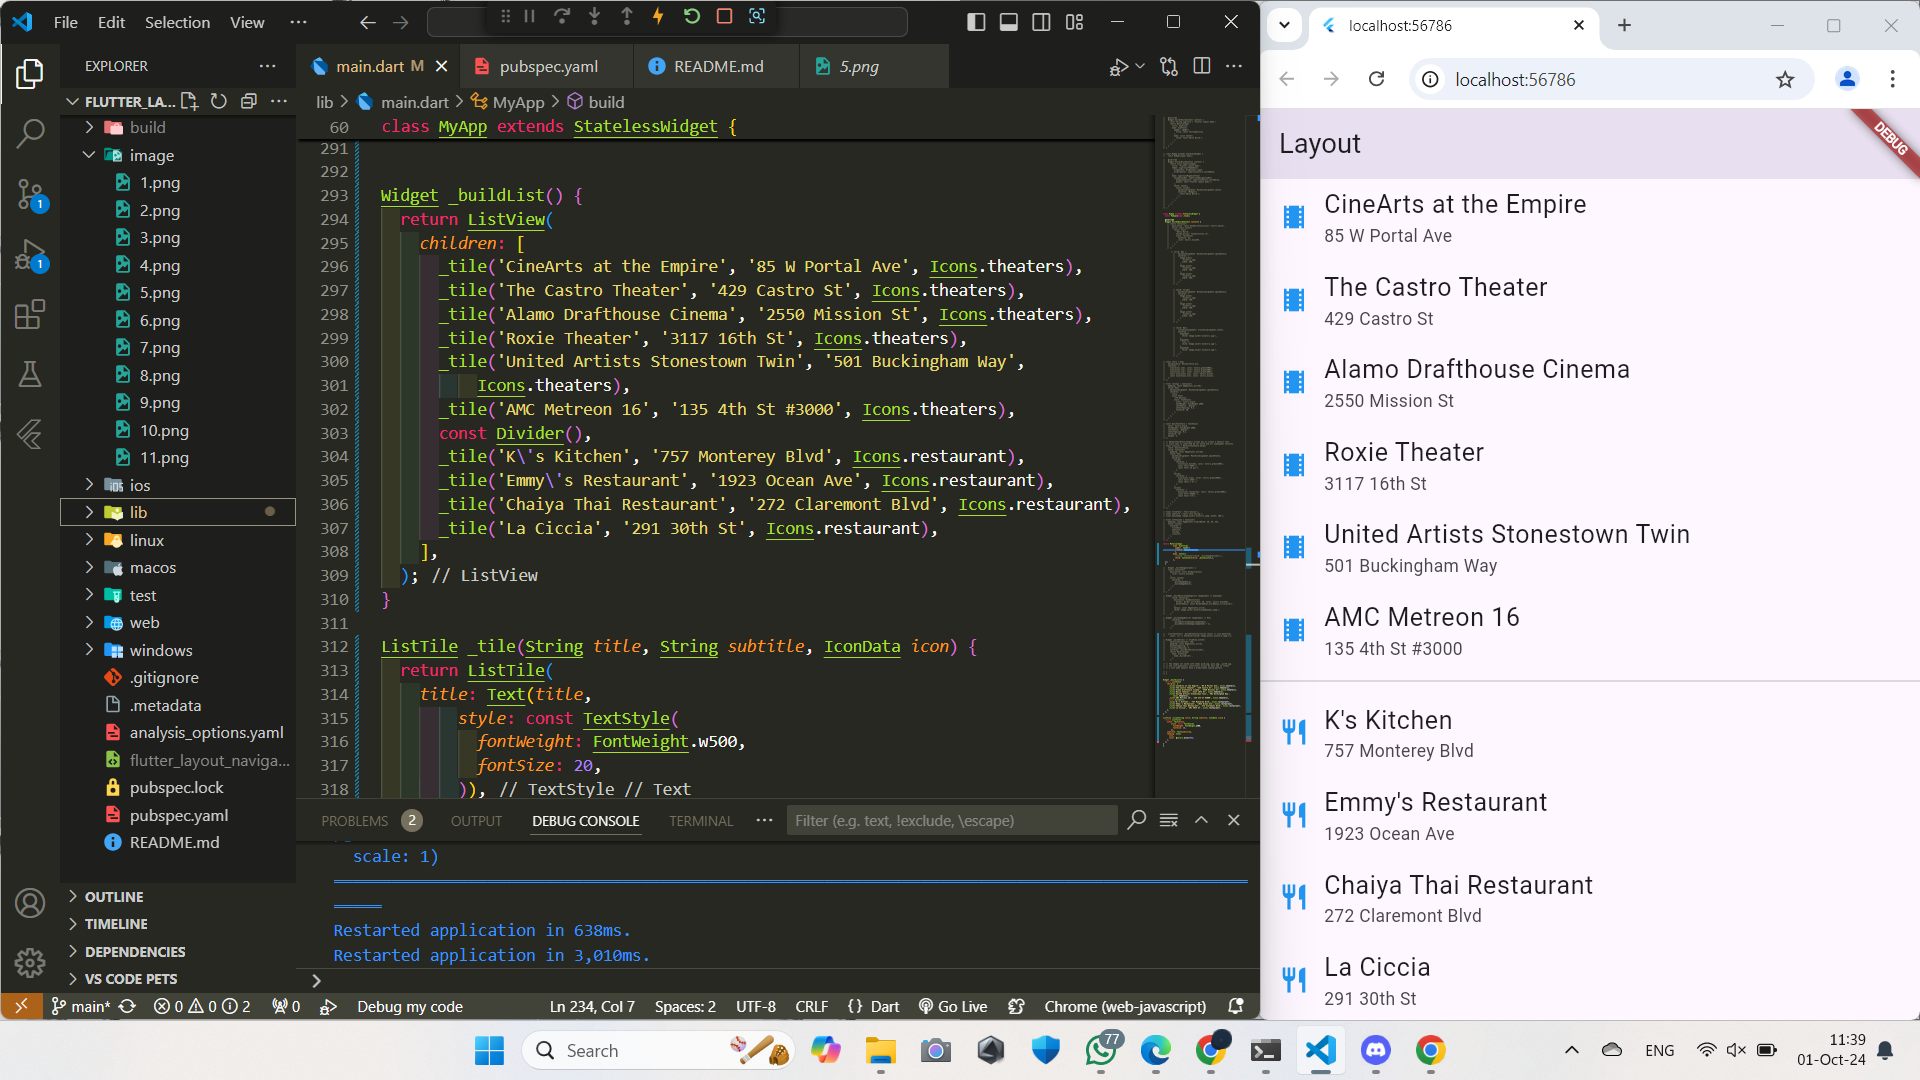 File Edit Selection View
EXPLORER
FLUTTER_LA...
build
image
1.png
2.png
3.png
4.png
5.png
6.png
7.png
8.png
9.png
10.png
11.png
ios
lib
linux
macos
test
web
windows
.gitignore
.metadata
analysis_options.yaml
flutter_layout_naviga...
pubspec.lock
pubspec.yaml
README.md
OUTLINE
TIMELINE
DEPENDENCIES
VS CODE PETS
1
1
main.dart M
pubspec.yaml
README.md
5.png
lib > main.dart > MyApp > build
60 class MyApp extends StatelessWidget {
291
292
293 Widget _buildList() {
294 return ListView(
295 children: [
296 _tile('CineArts at the Empire', '85 W Portal Ave', Icons.theaters),
297 _tile('The Castro Theater', '429 Castro St', Icons.theaters),
298 _tile('Alamo Drafthouse Cinema', '2550 Mission St', Icons.theaters),
299 _tile('Roxie Theater', '3117 16th St', Icons.theaters),
300 _tile('United Artists Stonestown Twin', '501 Buckingham Way',
301 Icons.theaters),
302 _tile('AMC Metreon 16', '135 4th St #3000', Icons.theaters),
303 const Divider(),
304 _tile('K\'s Kitchen', '757 Monterey Blvd', Icons.restaurant),
305 _tile('Emmy\'s Restaurant', '1923 Ocean Ave', Icons.restaurant),
306 _tile('Chaiya Thai Restaurant', '272 Claremont Blvd', Icons.restaurant),
307 _tile('La Ciccia', '291 30th St', Icons.restaurant),
308 ],
309 ); // ListView
310 }
311
312 ListTile _tile(String title, String subtitle, IconData icon) {
313 return ListTile(
314 title: Text(title,
315 style: const TextStyle(
316 fontWeight: FontWeight.w500,
317 fontSize: 20,
318 )), // TextStyle // Text
PROBLEMS 2 OUTPUT DEBUG CONSOLE TERMINAL
Filter (e.g. text, !exclude, \escape)
scale: 1)
Restarted application in 638ms.
Restarted application in 3,010ms.
main* 0 0 2 0 Debug my code Ln 234, Col 7 Spaces: 2 UTF-8 CRLF {} Dart Go Live Chrome (web-javascript)
localhost:56786
localhost:56786
Layout
DEBUG
CineArts at the Empire
85 W Portal Ave
The Castro Theater
429 Castro St
Alamo Drafthouse Cinema
2550 Mission St
Roxie Theater
3117 16th St
United Artists Stonestown Twin
501 Buckingham Way
AMC Metreon 16
135 4th St #3000
K's Kitchen
757 Monterey Blvd
Emmy's Restaurant
1923 Ocean Ave
Chaiya Thai Restaurant
272 Claremont Blvd
La Ciccia
291 30th St
Search
77
ENG
11:39
01-Oct-24